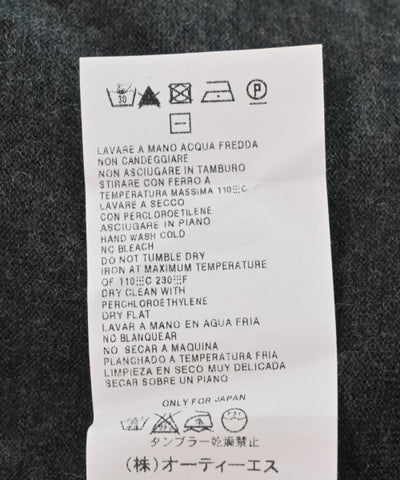 30
P
LAVARE A MANO ACQUA FREDDA
NON CANDEGGIARE
NON ASCIUGARE IN TAMBURO
STIRARE CON FERRO A
TEMPERATURA MASSIMA 110░C
LAVARE A SECCO
CON PERCLOROETILENE
ASCIUGARE IN PIANO
HAND WASH COLD
NO BLEACH
DO NOT TUMBLE DRY
IRON AT MAXIMUM TEMPERATURE
OF 110░C 230░F
DRY CLEAN WITH
PERCHLOROETHYLENE
DRY FLAT
LAVAR A MANO EN AQUA FRIA
NO BLANQUEAR
NO SECAR A MAQUINA
PLANCHADO A TEMPERATURA FRIA
LIMPIEZA EN SECO MUY DELICADA
SECAR SOBRE UN PIANO
ONLY FOR JAPAN
タンブラー乾燥禁止
(株)オーティーエス